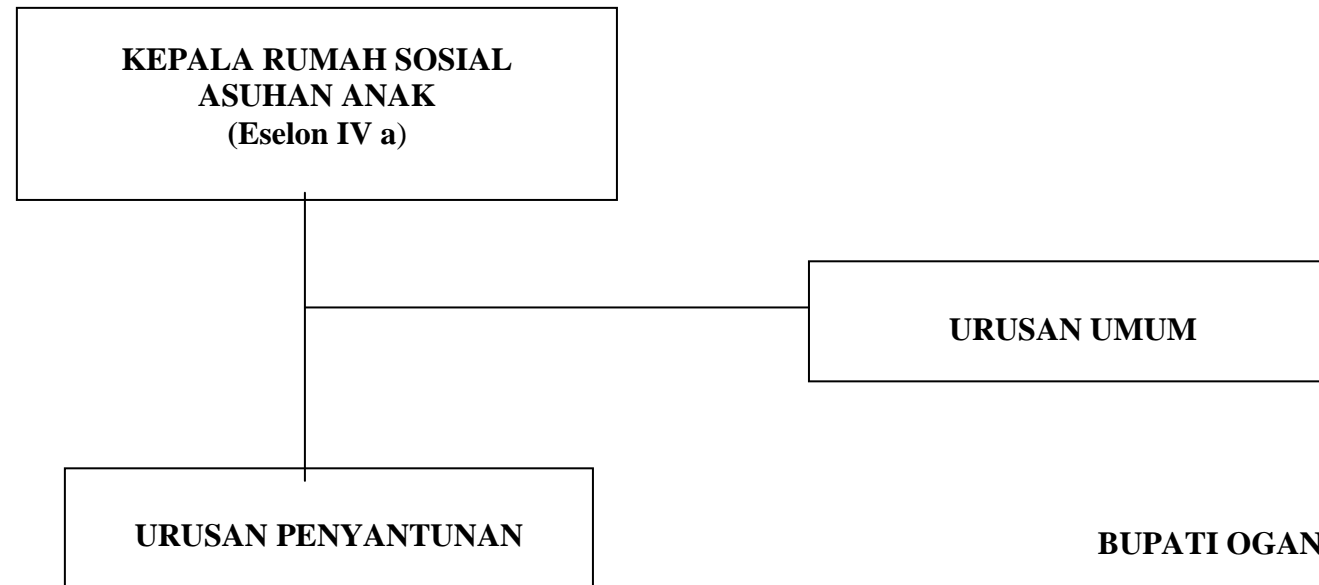 KEPALA RUMAH SOSIAL
ASUHAN ANAK
(Eselon IV a)
URUSAN UMUM
URUSAN PENYANTUNAN
BUPATI OGAN